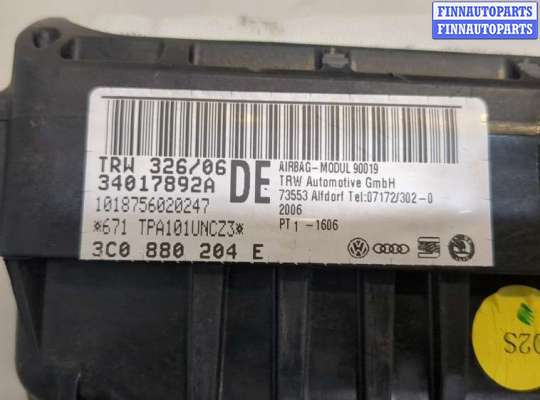 FINNAUTOPARTS
FINNAUTOPARTS
FINNAUTOPARTS
TRW 326/06
34017892A
DE
1018756020247
*671 TPA101UNCZ3*
3C0 880 204 E
AIRBAG-MODUL 90019
TRW Automotive GmbH
73553 Alfdorf Tel:07172/302-0
2006
PT1 -1606
02S